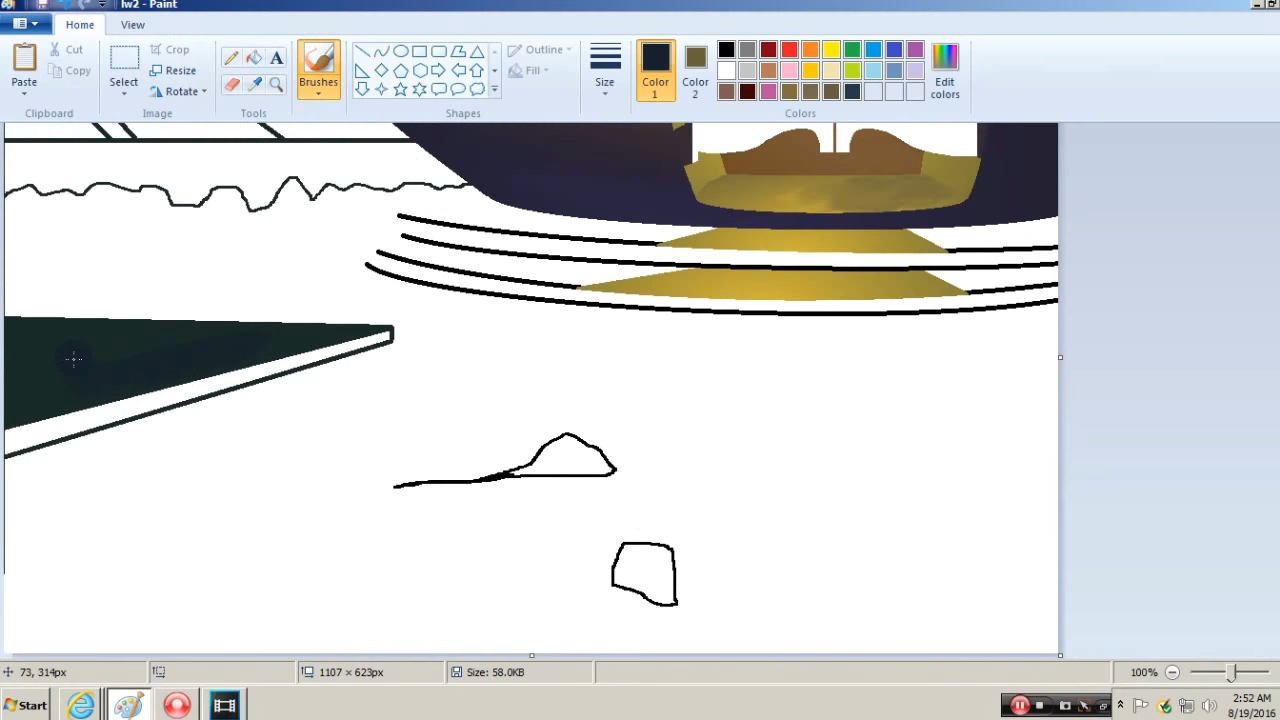 lw2 - Paint
Home View
Paste
Cut
Copy
Clipboard
Select
Crop
Resize
Rotate
Image
A
Tools
Brushes
Outline
Fill
Shapes
Size
Color 1
Color 2
Edit colors
Colors
73, 314px
1107 × 623px
Size: 58.0KB
100%
Start
2:52 AM
8/19/2016